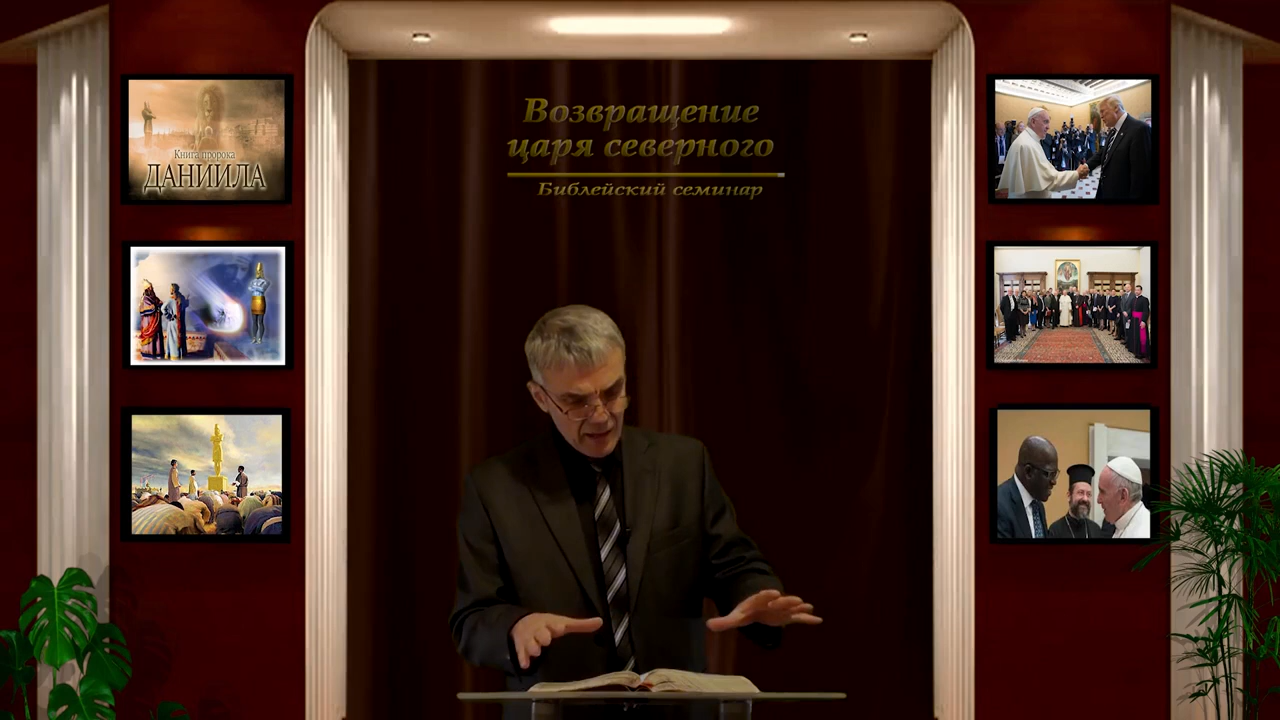 Возвращение
царя северного
Библейский семинар
Книга пророка
ДАНИИЛА